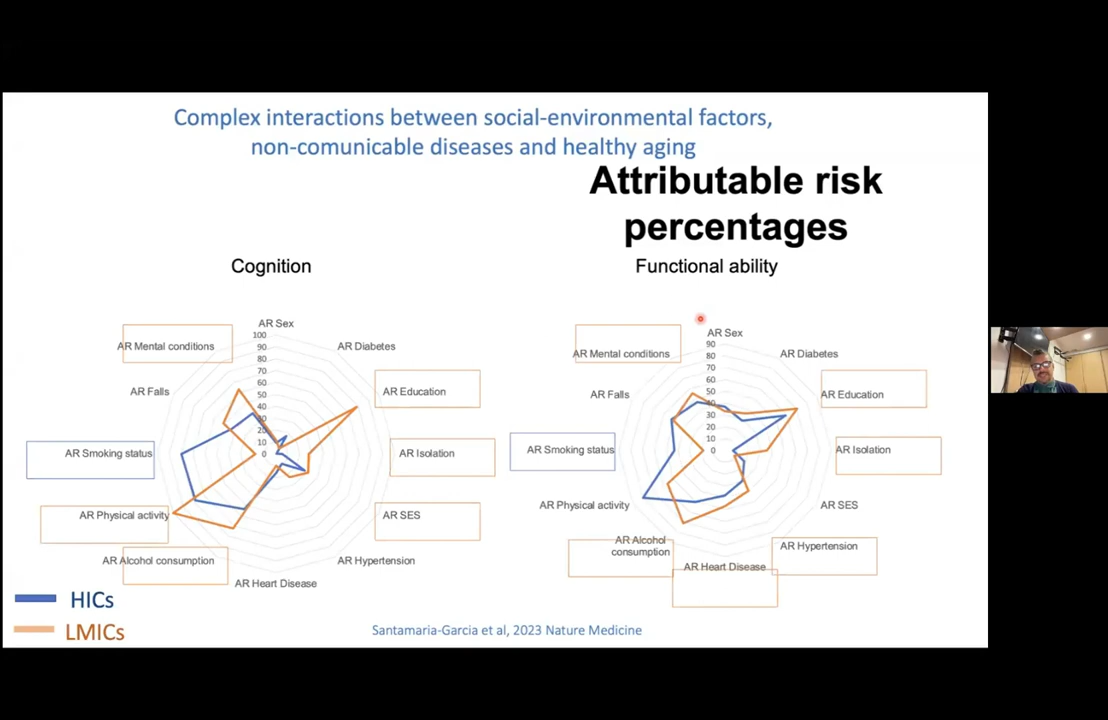 Complex interactions between social-environmental factors,
non-comunicable diseases and healthy aging
Attributable risk
percentages
Cognition
AR Sex
100
90
80
70
60
50
40
30
20
10
0
AR Diabetes
AR Education
AR Isolation
AR SES
AR Hypertension
AR Heart Disease
AR Alcohol consumption
AR Physical activity
AR Smoking status
AR Falls
AR Mental conditions
Functional ability
AR Sex
90
80
70
60
50
40
30
20
10
0
AR Diabetes
AR Education
AR Isolation
AR SES
AR Hypertension
AR Heart Disease
AR Alcohol
consumption
AR Physical activity
AR Smoking status
AR Falls
AR Mental conditions
HICs
LMICs
Santamaria-Garcia et al, 2023 Nature Medicine